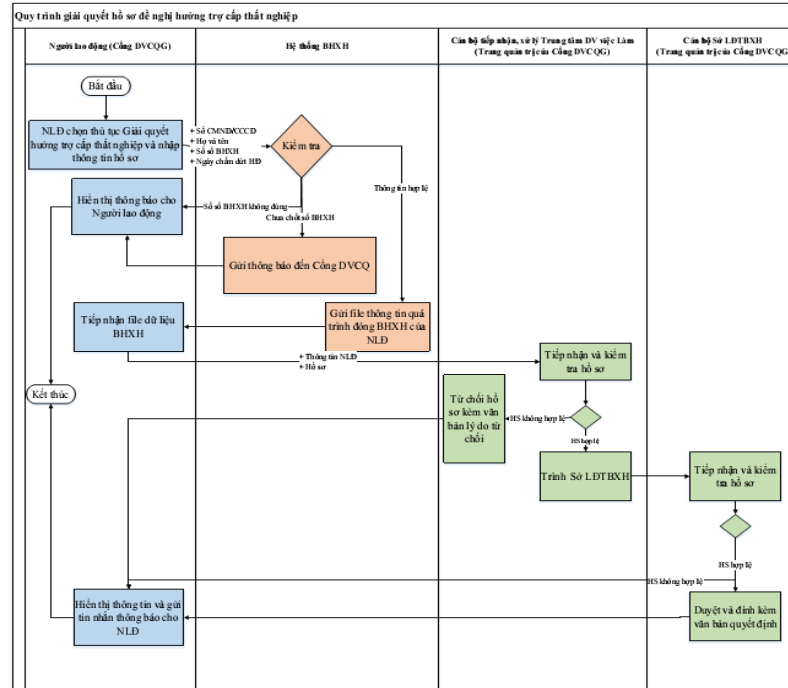 Quy trình giải quyết hồ sơ đề nghị hưởng trợ cấp thất nghiệp
Người lao động (Cổng DVCQG)
Hệ thống BHXH
Cán bộ tiếp nhận, xử lý Trung tâm DV việc Làm
(Trang quản trị của Cổng DVCQG)
Cán bộ Sở LĐTBXH
(Trang quản trị của Cổng DVCQG)
Bắt đầu
NLĐ chọn thủ tục Giải quyết
hưởng trợ cấp thất nghiệp và nhập
thông tin hồ sơ
+ Số CMND/CCCD
+ Họ và tên
+ Số sổ BHXH
+ Ngày chấm dứt HĐ
Kiểm tra
Thông tin hợp lệ
Hiển thị thông báo cho
Người lao động
Số sổ BHXH không đúng
Chưa chốt sổ BHXH
Gửi thông báo đến Cổng DVCQ
Tiếp nhận file dữ liệu
BHXH
Gửi file thông tin quá
trình đóng BHXH của
NLĐ
+ Thông tin NLĐ
+ Hồ sơ
Tiếp nhận và kiểm
tra hồ sơ
Kết thúc
Từ chối hồ
sơ kèm văn
bản lý do từ
chối
HS không hợp lệ
HS hợp lệ
Trình Sở LĐTBXH
Tiếp nhận và kiểm
tra hồ sơ
HS hợp lệ
HS không hợp lệ
Hiển thị thông tin và gửi
tin nhắn thông báo cho
NLĐ
Duyệt và đính kèm
văn bản quyết định